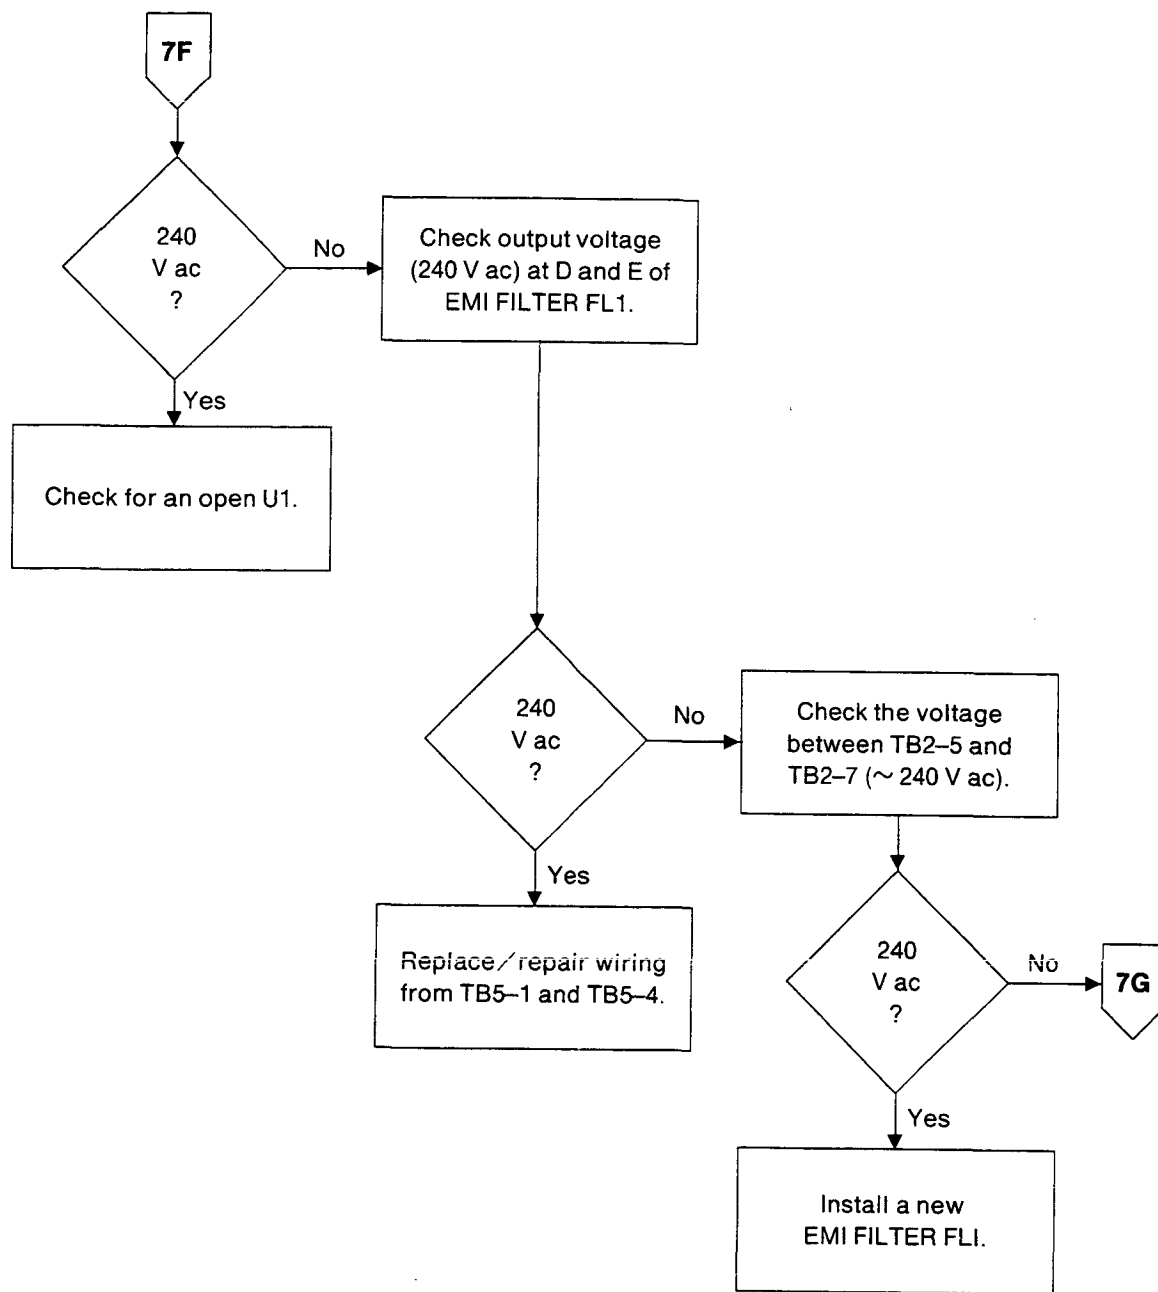 7F
240
V ac
?
No
Check output voltage
(240 V ac) at D and E of
EMI FILTER FL1.
Yes
Check for an open U1.
240
V ac
?
No
Check the voltage
between TB2–5 and
TB2–7 (~ 240 V ac).
Yes
Replace/repair wiring
from TB5–1 and TB5–4.
240
V ac
?
No
7G
Yes
Install a new
EMI FILTER FLI.